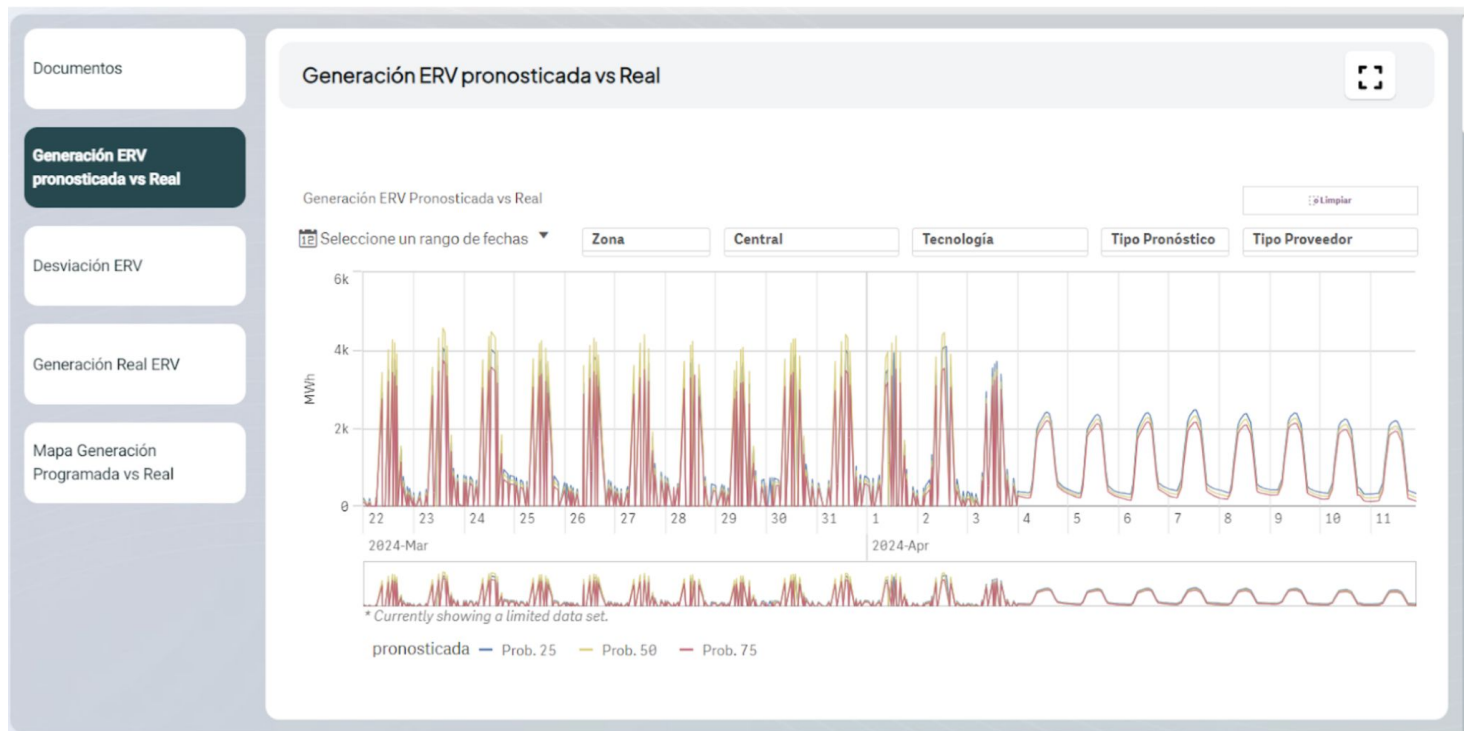 Documentos
Generación ERV
pronosticada vs Real
Desviación ERV
Generación Real ERV
Mapa Generación
Programada vs Real
Generación ERV pronosticada vs Real
Generación ERV Pronosticada vs Real
Limpiar
12 Seleccione un rango de fechas
Zona
Central
Tecnología
Tipo Pronóstico
Tipo Proveedor
6k
4k
2k
0
MWh
22 23 24 25 26 27 28 29 30 31 1 2 3 4 5 6 7 8 9 10 11
2024-Mar 2024-Apr
* Currently showing a limited data set.
pronosticada Prob. 25 Prob. 50 Prob. 75